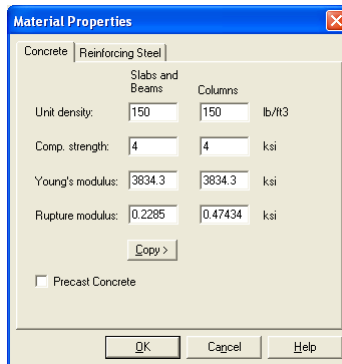 Material Properties
Concrete Reinforcing Steel
Slabs and
Beams Columns
Unit density: 150 150 lb/ft3
Comp. strength: 4 4 ksi
Young's modulus: 3834.3 3834.3 ksi
Rupture modulus: 0.2285 0.47434 ksi
Copy >
Precast Concrete
OK Cancel Help